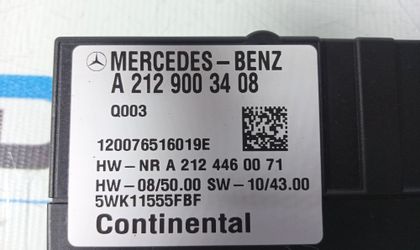 MERCEDES-BENZ
A 212 900 34 08
Q003
120076516019E
HW-NR A 212 446 00 71
HW-08/50.00 SW-10/43.00
5WK11555FBF
Continental